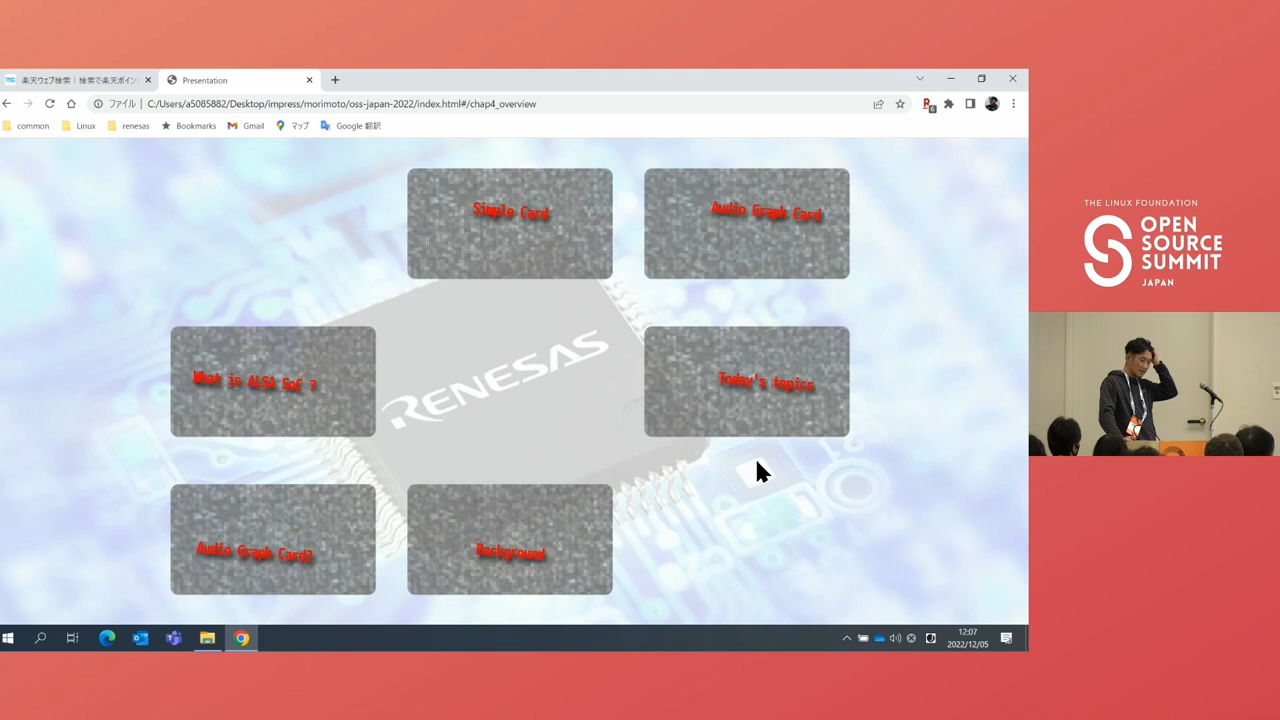 楽天ウェブ検索 | 検索で楽天ポイン
Presentation
ファイル | C:/Users/a5085882/Desktop/impress/morimoto/oss-japan-2022/index.html#/chap4_overview
common
Linux
renesas
Bookmarks
Gmail
マップ
Google 翻訳
Simple Card
Audio Graph Card
What is ALSA SoC ?
RENESAS
Today's topics
Audio Graph Card2
Background
12:07
2022/12/05
THE LINUX FOUNDATION
OPEN
SOURCE
SUMMIT
JAPAN